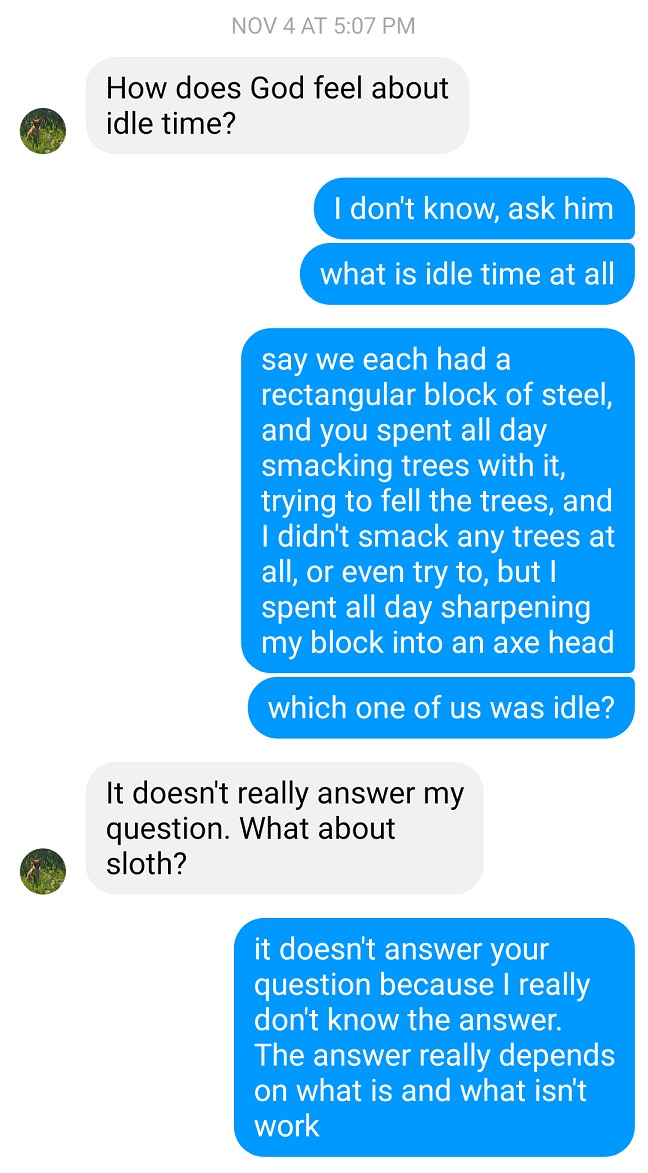 NOV 4 AT 5:07 PM
How does God feel about
idle time?
I don't know, ask him
what is idle time at all
say we each had a
rectangular block of steel,
and you spent all day
smacking trees with it,
trying to fell the trees, and
I didn't smack any trees at
all, or even try to, but I
spent all day sharpening
my block into an axe head
which one of us was idle?
It doesn't really answer my
question. What about
sloth?
it doesn't answer your
question because I really
don't know the answer.
The answer really depends
on what is and what isn't
work